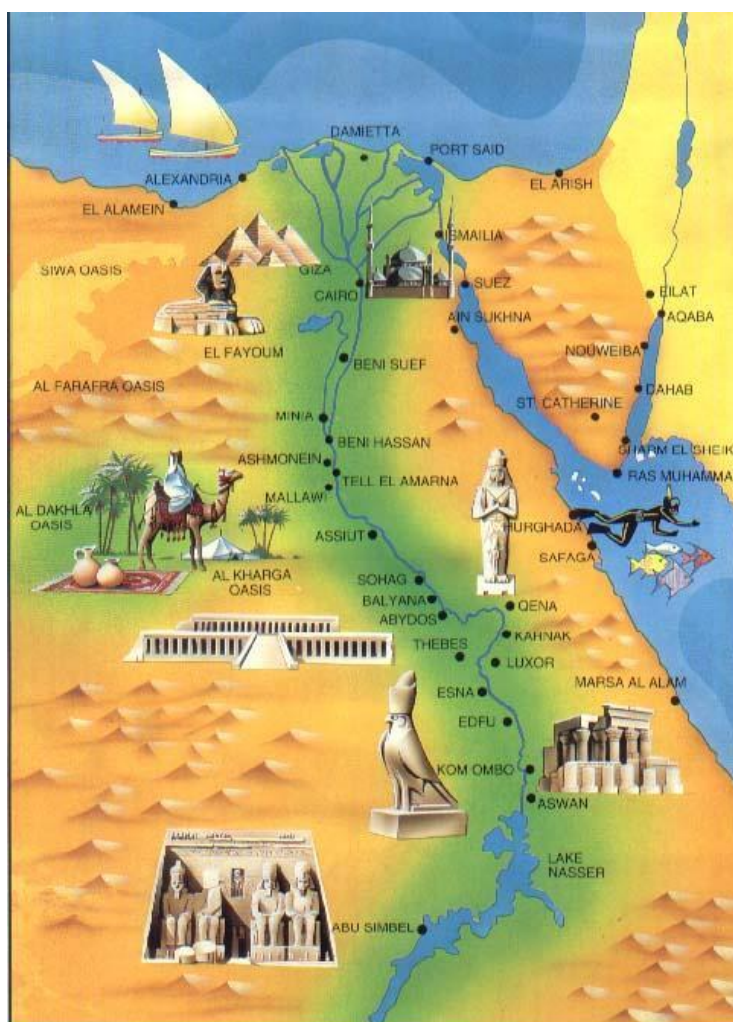 DAMIETTA
PORT SAID
ALEXANDRIA
EL ARISH
EL ALAMEIN
ISMAILIA
SIWA OASIS
GIZA
CAIRO
SUEZ
EILAT
AQABA
AIN SUKHNA
EL FAYOUM
NOUWEIBA
BENI SUEF
AL FARAFRA OASIS
DAHAB
ST. CATHERINE
MINIA
BENI HASSAN
SHARM EL SHEIK
ASHMONEIN
TELL EL AMARNA
RAS MUHAMMA
MALLAWI
AL DAKHLA
OASIS
HURGHADA
ASSIUT
SAFAGA
AL KHARGA
OASIS
SOHAG
BALYANA
QENA
ABYDOS
KAHNAK
THEBES
LUXOR
MARSA AL ALAM
ESNA
EDFU
KOM OMBO
ASWAN
LAKE
NASSER
ABU SIMBEL